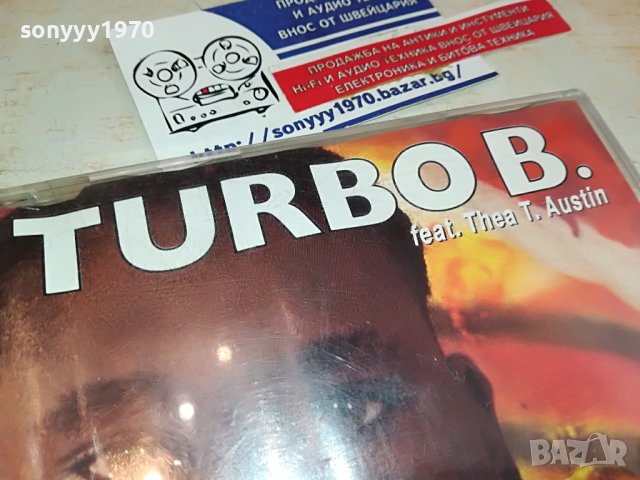 sonyyy1970
И АУДИО
ВНОС ОТ ШВЕЙЦАРИЯ
ПРОДАЖБА НА АНТИКИ И ИНСТУМЕНТИ
Hi-Fi И АУДИО ТЕХНИКА ВНОС ОТ ШВЕЙЦАРИЯ
ЕЛЕКТРОНИКА И БИТОВА ТЕХНИКА
http://sonyyy1970.bazar.bg/
TURBO B.
feat. Thea T. Austin
BAZAR